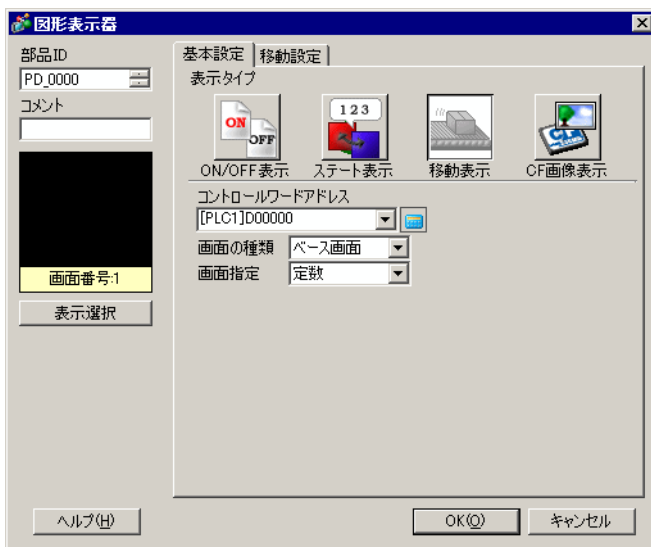 図形表示器
部品ID
PD_0000
コメント
画面番号:1
表示選択
基本設定
移動設定
表示タイプ
ON
OFF
123
CF
ON/OFF表示
ステート表示
移動表示
CF画像表示
コントロールワードアドレス
[PLC1]D00000
画面の種類 ベース画面
画面指定 定数
ヘルプ(H)
OK(O)
キャンセル